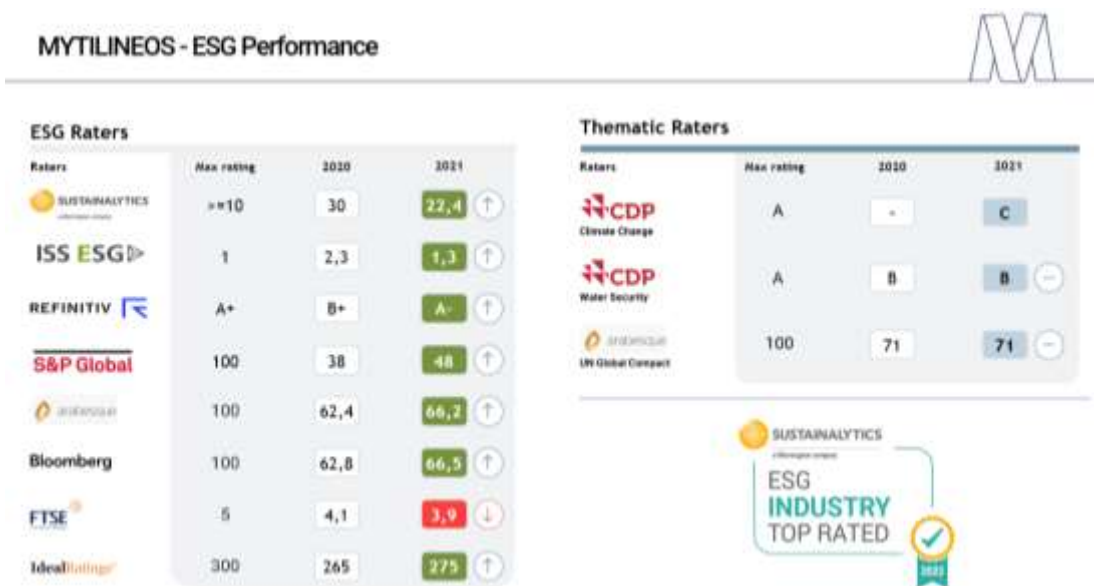 MYTILINEOS - ESG Performance
ESG Raters
Raters Max rating 2020 2021
SUSTAINALYTICS >=10 30 22,4
ISS ESG 1 2,3 1,3
REFINITIV A+ B+ A-
S&P Global 100 38 48
arabesque 100 62,4 66,2
Bloomberg 100 62,8 66,5
FTSE 5 4,1 3,9
IdealRatings 300 265 275
Thematic Raters
Raters Max rating 2020 2021
CDP A - C
Climate Change
CDP A B B
Water Security
arabesque 100 71 71
UN Global Compact
SUSTAINALYTICS
ESG
INDUSTRY
TOP RATED